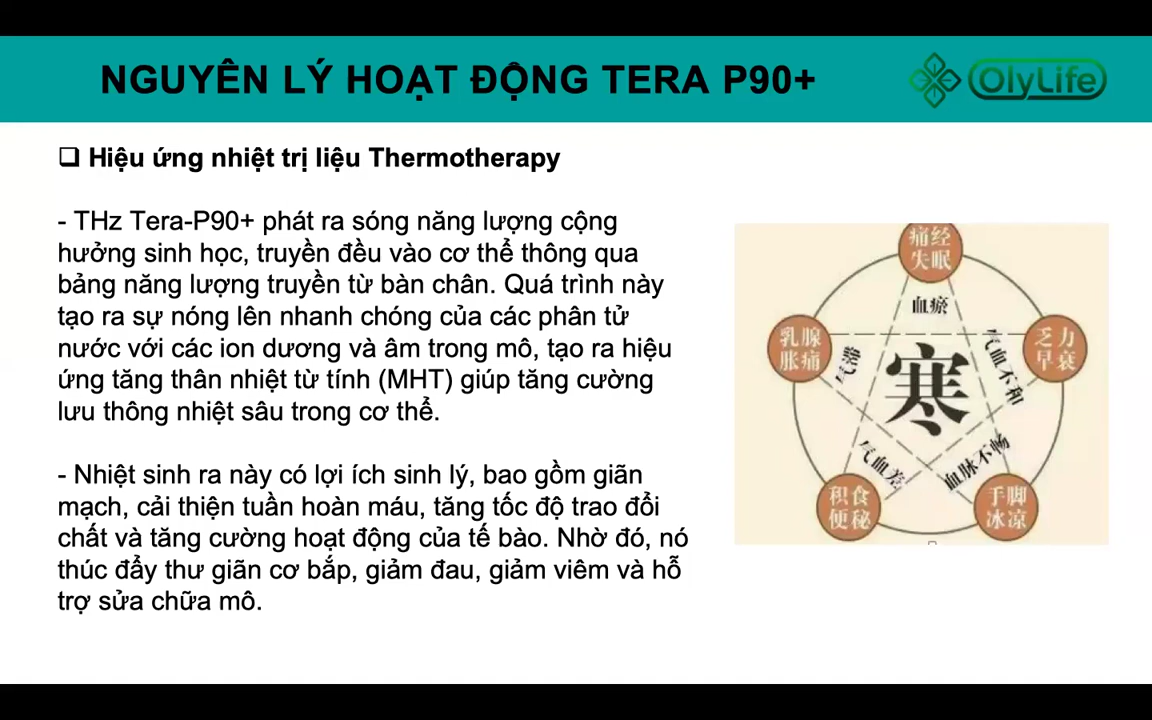 NGUYÊN LÝ HOẠT ĐỘNG TERA P90+
OlyLife
Hiệu ứng nhiệt trị liệu Thermotherapy
- THz Tera-P90+ phát ra sóng năng lượng cộng
hưởng sinh học, truyền đều vào cơ thể thông qua
bảng năng lượng truyền từ bàn chân. Quá trình này
tạo ra sự nóng lên nhanh chóng của các phân tử
nước với các ion dương và âm trong mô, tạo ra hiệu
ứng tăng thân nhiệt từ tính (MHT) giúp tăng cường
lưu thông nhiệt sâu trong cơ thể.
- Nhiệt sinh ra này có lợi ích sinh lý, bao gồm giãn
mạch, cải thiện tuần hoàn máu, tăng tốc độ trao đổi
chất và tăng cường hoạt động của tế bào. Nhờ đó, nó
thúc đẩy thư giãn cơ bắp, giảm đau, giảm viêm và hỗ
trợ sửa chữa mô.
痛经
失眠
血瘀
乳腺
胀痛
气滞
寒
气血不和
乏力
早衰
气血差
血脉不畅
积食
便秘
手脚
冰凉